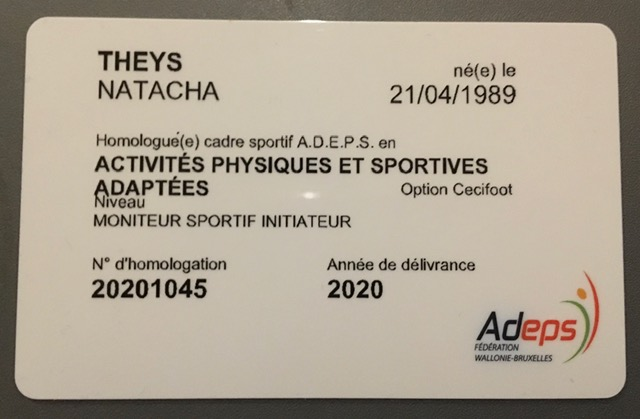 THEYS
NATACHA
né(e) le
21/04/1989
Homologué(e) cadre sportif A.D.E.P.S. en
ACTIVITÉS PHYSIQUES ET SPORTIVES
ADAPTÉES Option Cecifoot
Niveau
MONITEUR SPORTIF INITIATEUR
N° d'homologation
20201045
Année de délivrance
2020
Adeps
FÉDÉRATION
WALLONIE-BRUXELLES